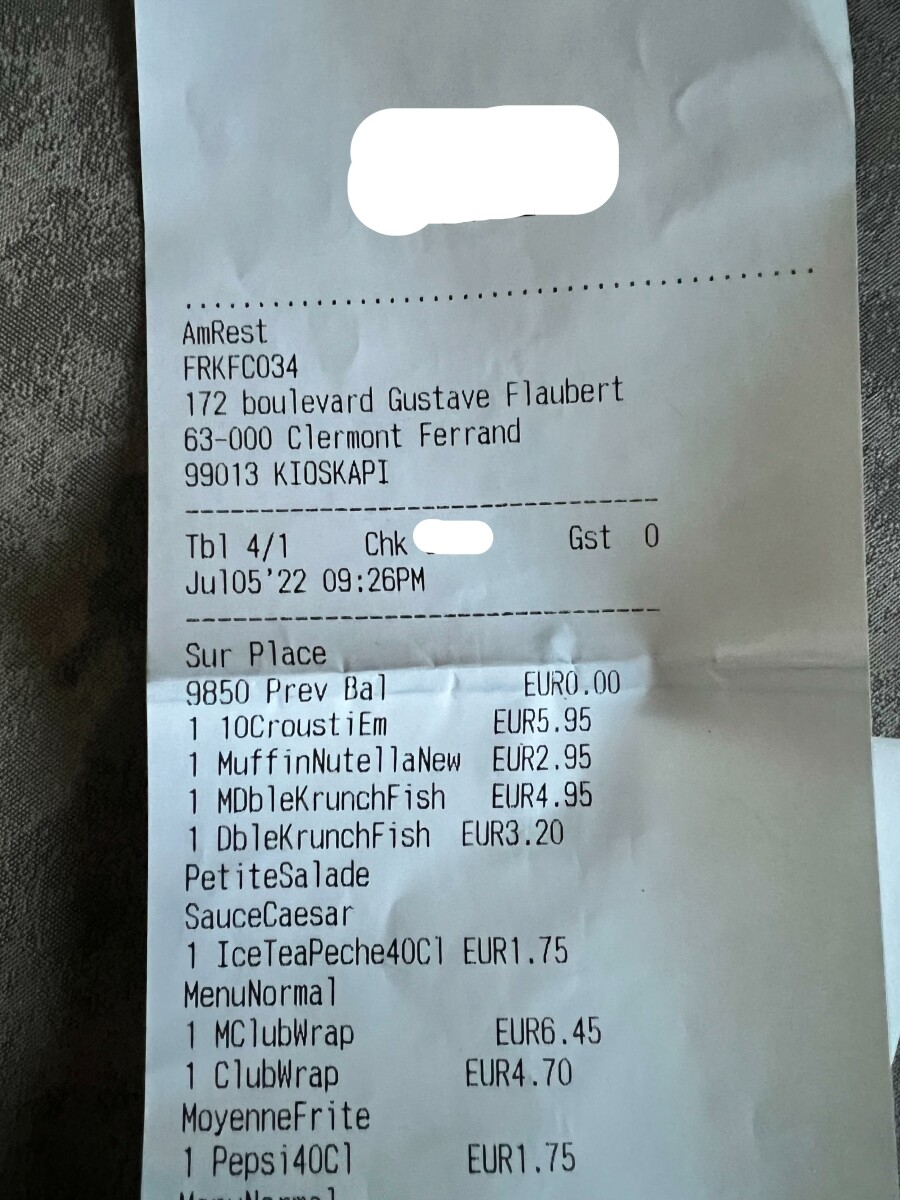 ........................................
AmRest
FRKFC034
172 boulevard Gustave Flaubert
63-000 Clermont Ferrand
99013 KIOSKAPI
----------------------------------------
Tbl 4/1 Chk Gst 0
Jul05'22 09:26PM
----------------------------------------
Sur Place
9850 Prev Bal EUR0.00
1 10CroustiEm EUR5.95
1 MuffinNutellaNew EUR2.95
1 MDbleKrunchFish EUR4.95
1 DbleKrunchFish EUR3.20
PetiteSalade
SauceCaesar
1 IceTeaPeche40Cl EUR1.75
MenuNormal
1 MClubWrap EUR6.45
1 ClubWrap EUR4.70
MoyenneFrite
1 Pepsi40Cl EUR1.75
MenuNormal